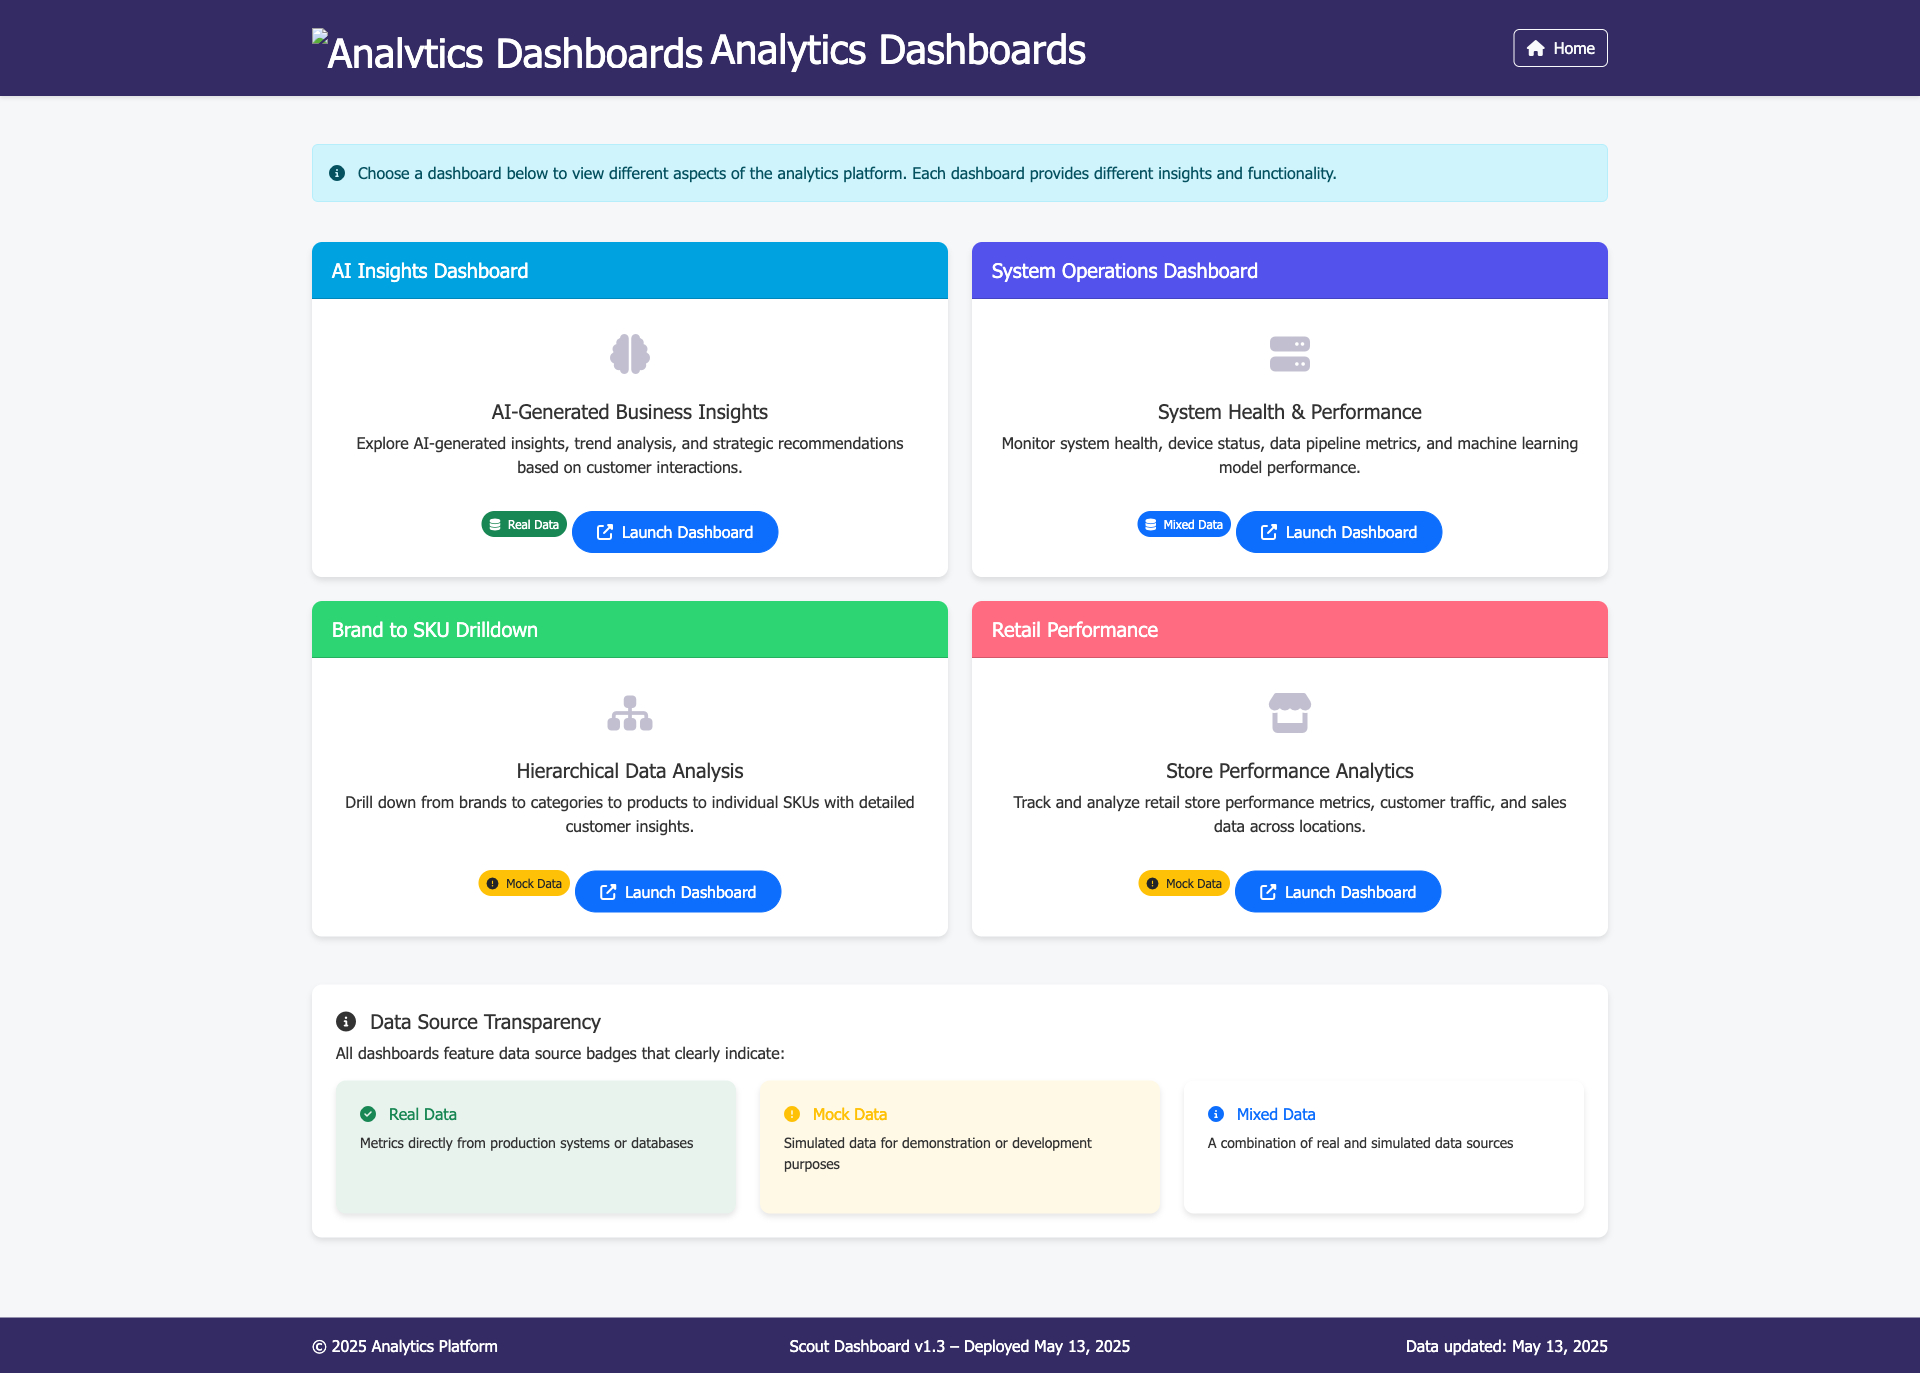 Analytics Dashboards Analytics Dashboards
Home
Choose a dashboard below to view different aspects of the analytics platform. Each dashboard provides different insights and functionality.
AI Insights Dashboard
AI-Generated Business Insights
Explore AI-generated insights, trend analysis, and strategic recommendations
based on customer interactions.
Real Data
Launch Dashboard
System Operations Dashboard
System Health & Performance
Monitor system health, device status, data pipeline metrics, and machine learning
model performance.
Mixed Data
Launch Dashboard
Brand to SKU Drilldown
Hierarchical Data Analysis
Drill down from brands to categories to products to individual SKUs with detailed
customer insights.
Mock Data
Launch Dashboard
Retail Performance
Store Performance Analytics
Track and analyze retail store performance metrics, customer traffic, and sales
data across locations.
Mock Data
Launch Dashboard
Data Source Transparency
All dashboards feature data source badges that clearly indicate:
Real Data
Metrics directly from production systems or databases
Mock Data
Simulated data for demonstration or development
purposes
Mixed Data
A combination of real and simulated data sources
© 2025 Analytics Platform
Scout Dashboard v1.3 – Deployed May 13, 2025
Data updated: May 13, 2025